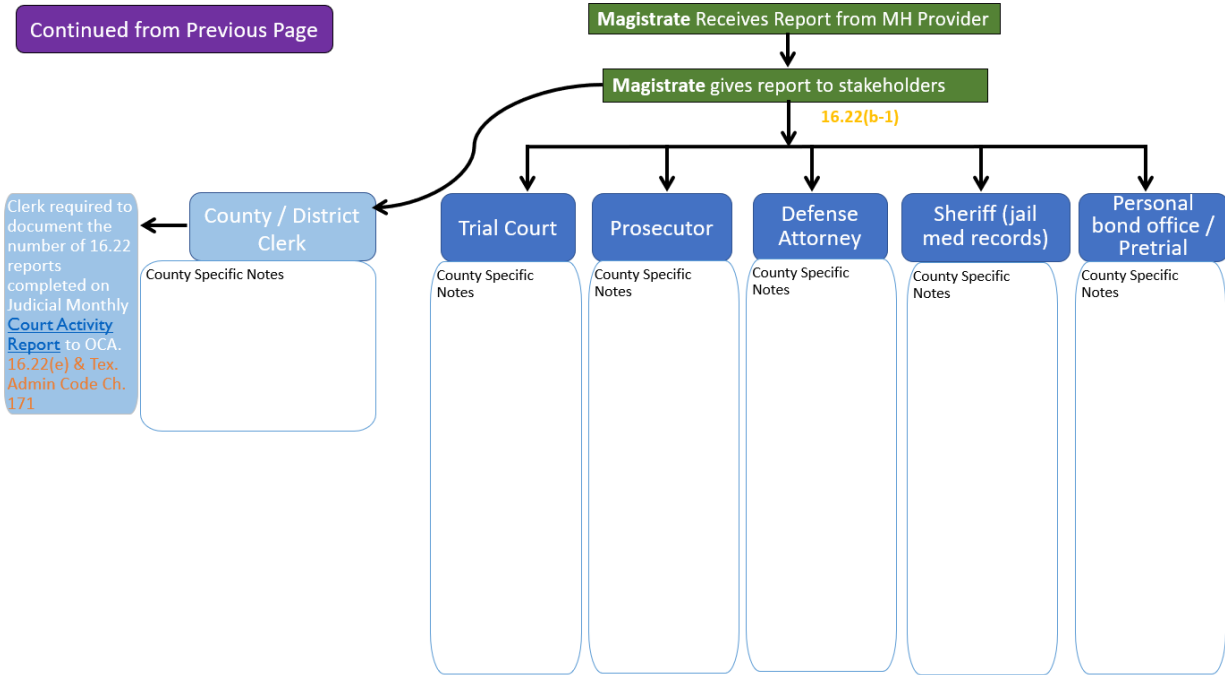 Continued from Previous Page
Magistrate Receives Report from MH Provider
Magistrate gives report to stakeholders
16.22(b-1)
Clerk required to
document the
number of 16.22
reports
completed on
Judicial Monthly
Court Activity
Report to OCA.
16.22(e) & Tex.
Admin Code Ch.
171
County / District
Clerk
County Specific Notes
Trial Court
County Specific
Notes
Prosecutor
County Specific
Notes
Defense
Attorney
County Specific
Notes
Sheriff (jail
med records)
County Specific
Notes
Personal
bond office /
Pretrial
County Specific
Notes